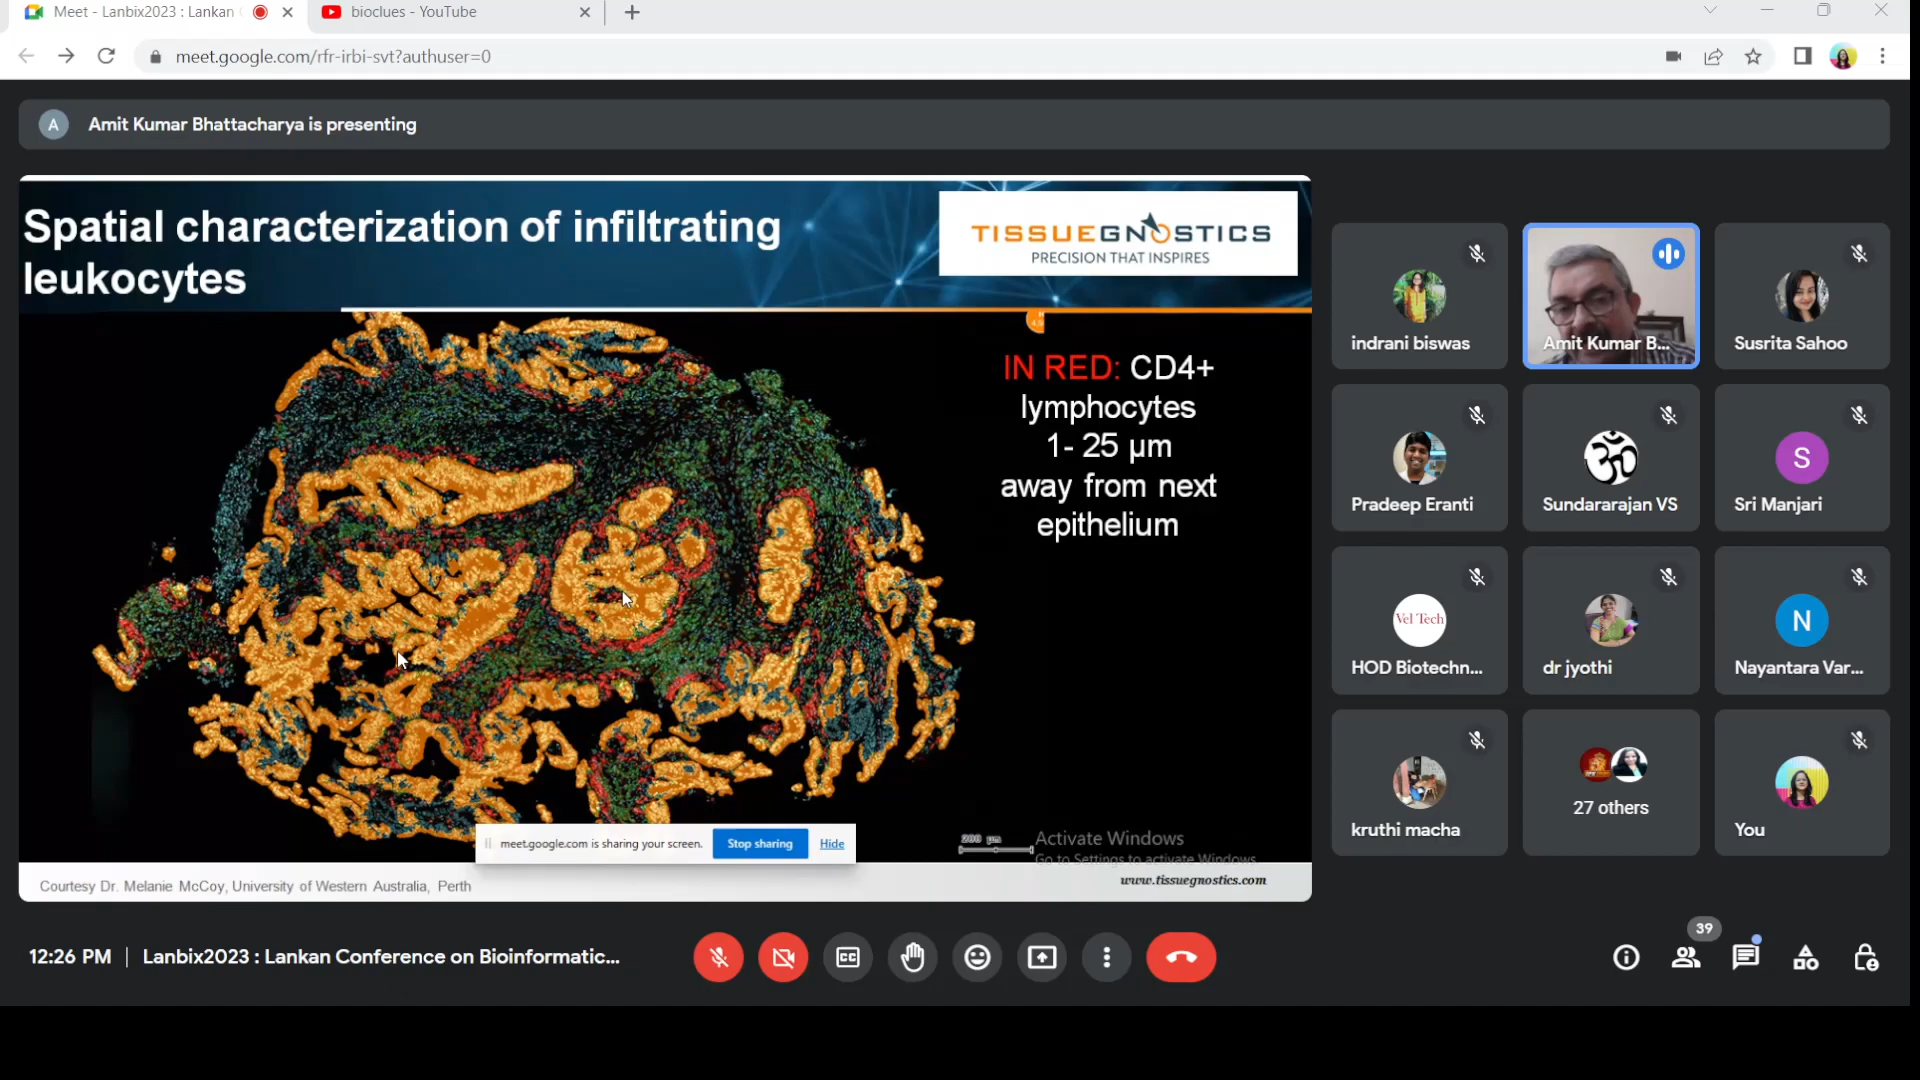 Meet - Lanbix2023 : Lankan
bioclues - YouTube
meet.google.com/rfr-irbi-svt?authuser=0
A
Amit Kumar Bhattacharya is presenting
Spatial characterization of infiltrating
leukocytes
TISSUEGNOSTICS
PRECISION THAT INSPIRES
IN RED: CD4+
lymphocytes
1- 25 µm
away from next
epithelium
200 µm
Activate Windows
Go to Settings to activate Windows.
meet.google.com is sharing your screen.
Stop sharing
Hide
Courtesy Dr. Melanie McCoy, University of Western Australia, Perth
www.tissuegnostics.com
indrani biswas
Amit Kumar B...
Susrita Sahoo
Pradeep Eranti
Sundararajan VS
S
Sri Manjari
Vel Tech
HOD Biotechn...
dr jyothi
N
Nayantara Var...
kruthi macha
27 others
You
12:26 PM | Lanbix2023 : Lankan Conference on Bioinformatic...
CC
39